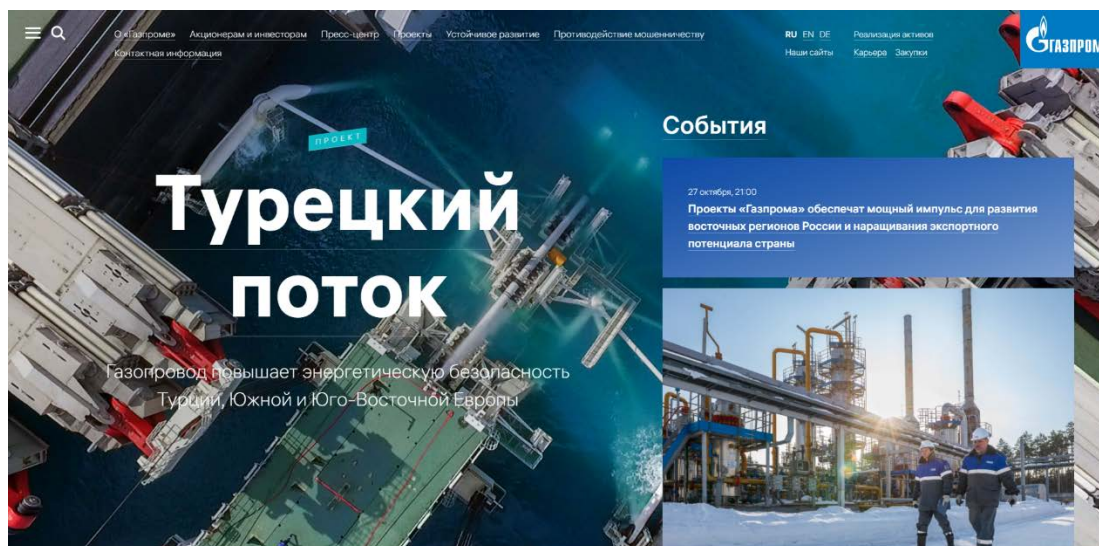 О «Газпроме» Акционерам и инвесторам Пресс-центр Проекты Устойчивое развитие Противодействие мошенничеству
Контактная информация
RU EN DE Реализация активов
Наши сайты Карьера Закупки
ГАЗПРОМ
ПРОЕКТ
Турецкий
поток
Газопровод повышает энергетическую безопасность
Турции, Южной и Юго-Восточной Европы
События
27 октября, 21:00
Проекты «Газпрома» обеспечат мощный импульс для развития
восточных регионов России и наращивания экспортного
потенциала страны